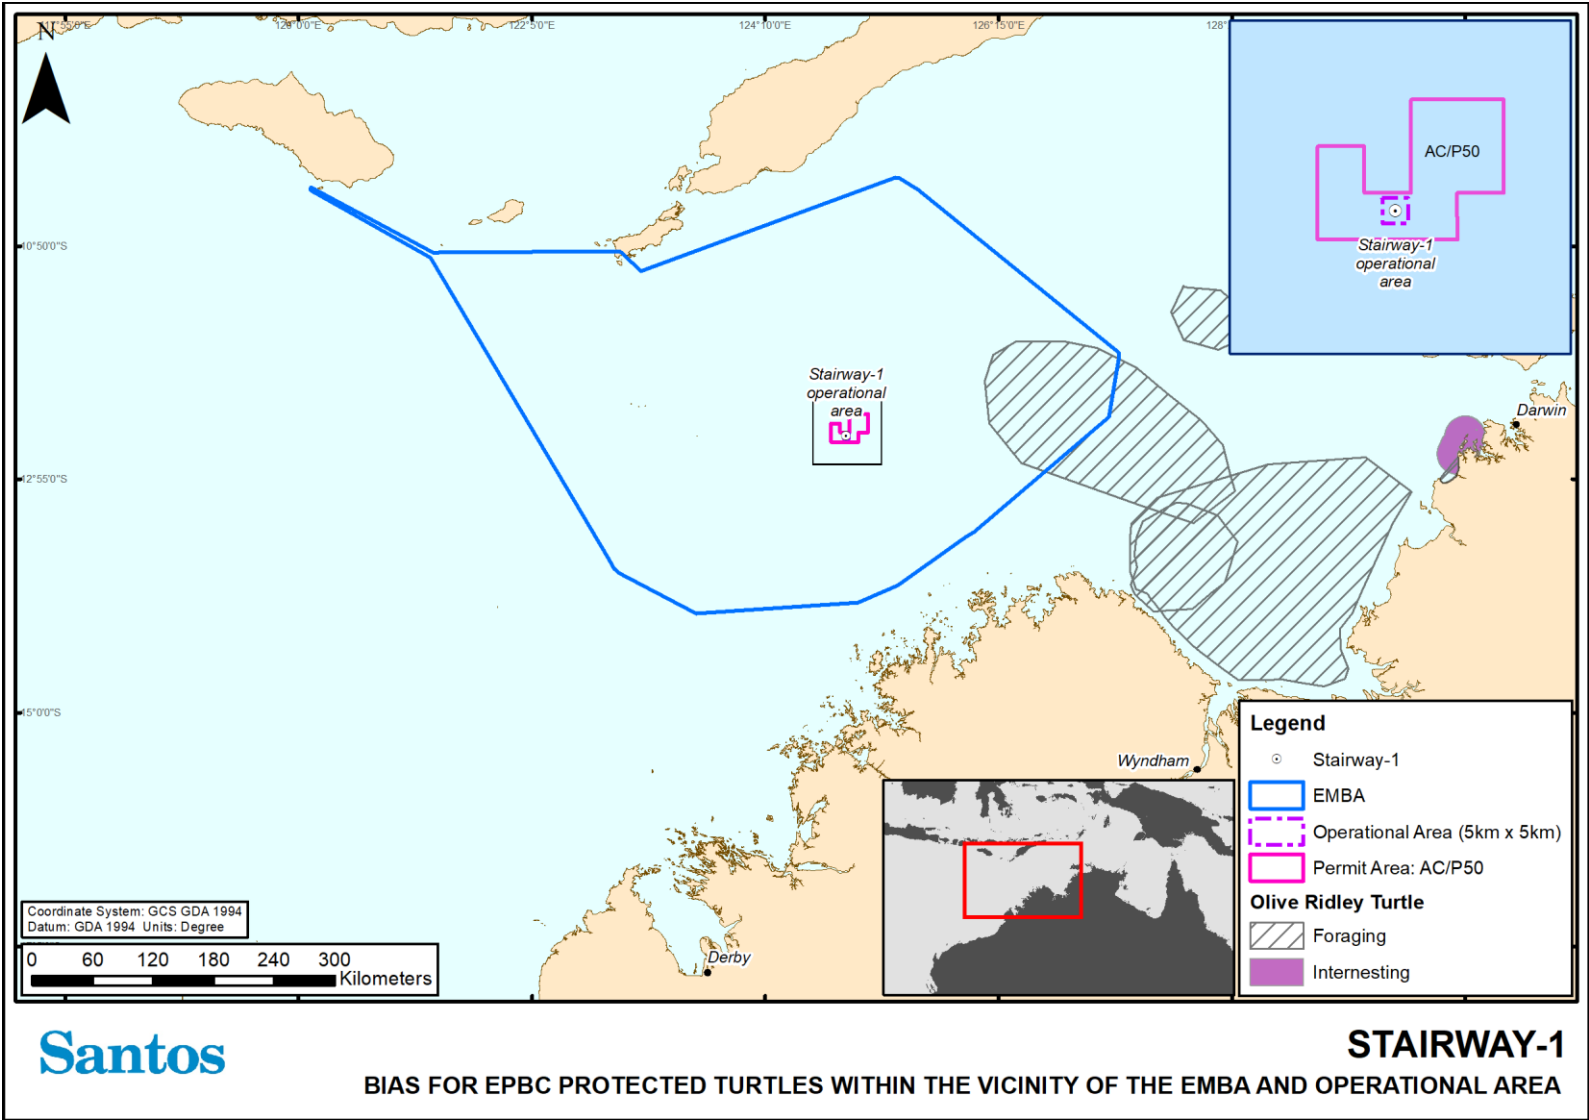 N
122°5'0"E
124°10'0"E
126°15'0"E
10°50'0"S
12°55'0"S
15°0'0"S
AC/P50
Stairway-1
operational
area
Stairway-1
operational
area
Darwin
Wyndham
Derby
Legend
Stairway-1
EMBA
Operational Area (5km x 5km)
Permit Area: AC/P50
Olive Ridley Turtle
Foraging
Internesting
Coordinate System: GCS GDA 1994
Datum: GDA 1994 Units: Degree
0 60 120 180 240 300
Kilometers
Santos
STAIRWAY-1
BIAS FOR EPBC PROTECTED TURTLES WITHIN THE VICINITY OF THE EMBA AND OPERATIONAL AREA